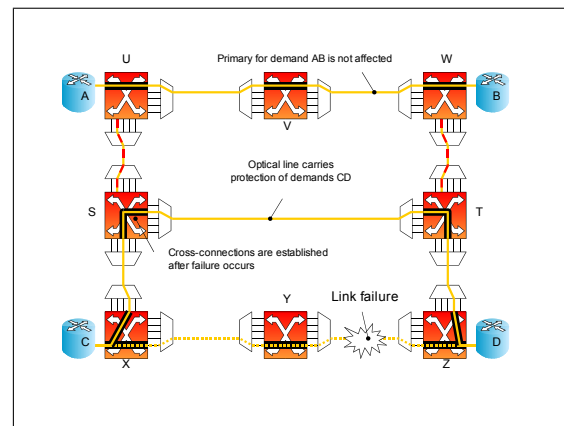 U
Primary for demand AB is not affected
W
A
B
V
Optical line carries
protection of demands CD
S
T
Cross-connections are established
after failure occurs
Y
Link failure
C
D
X
Z